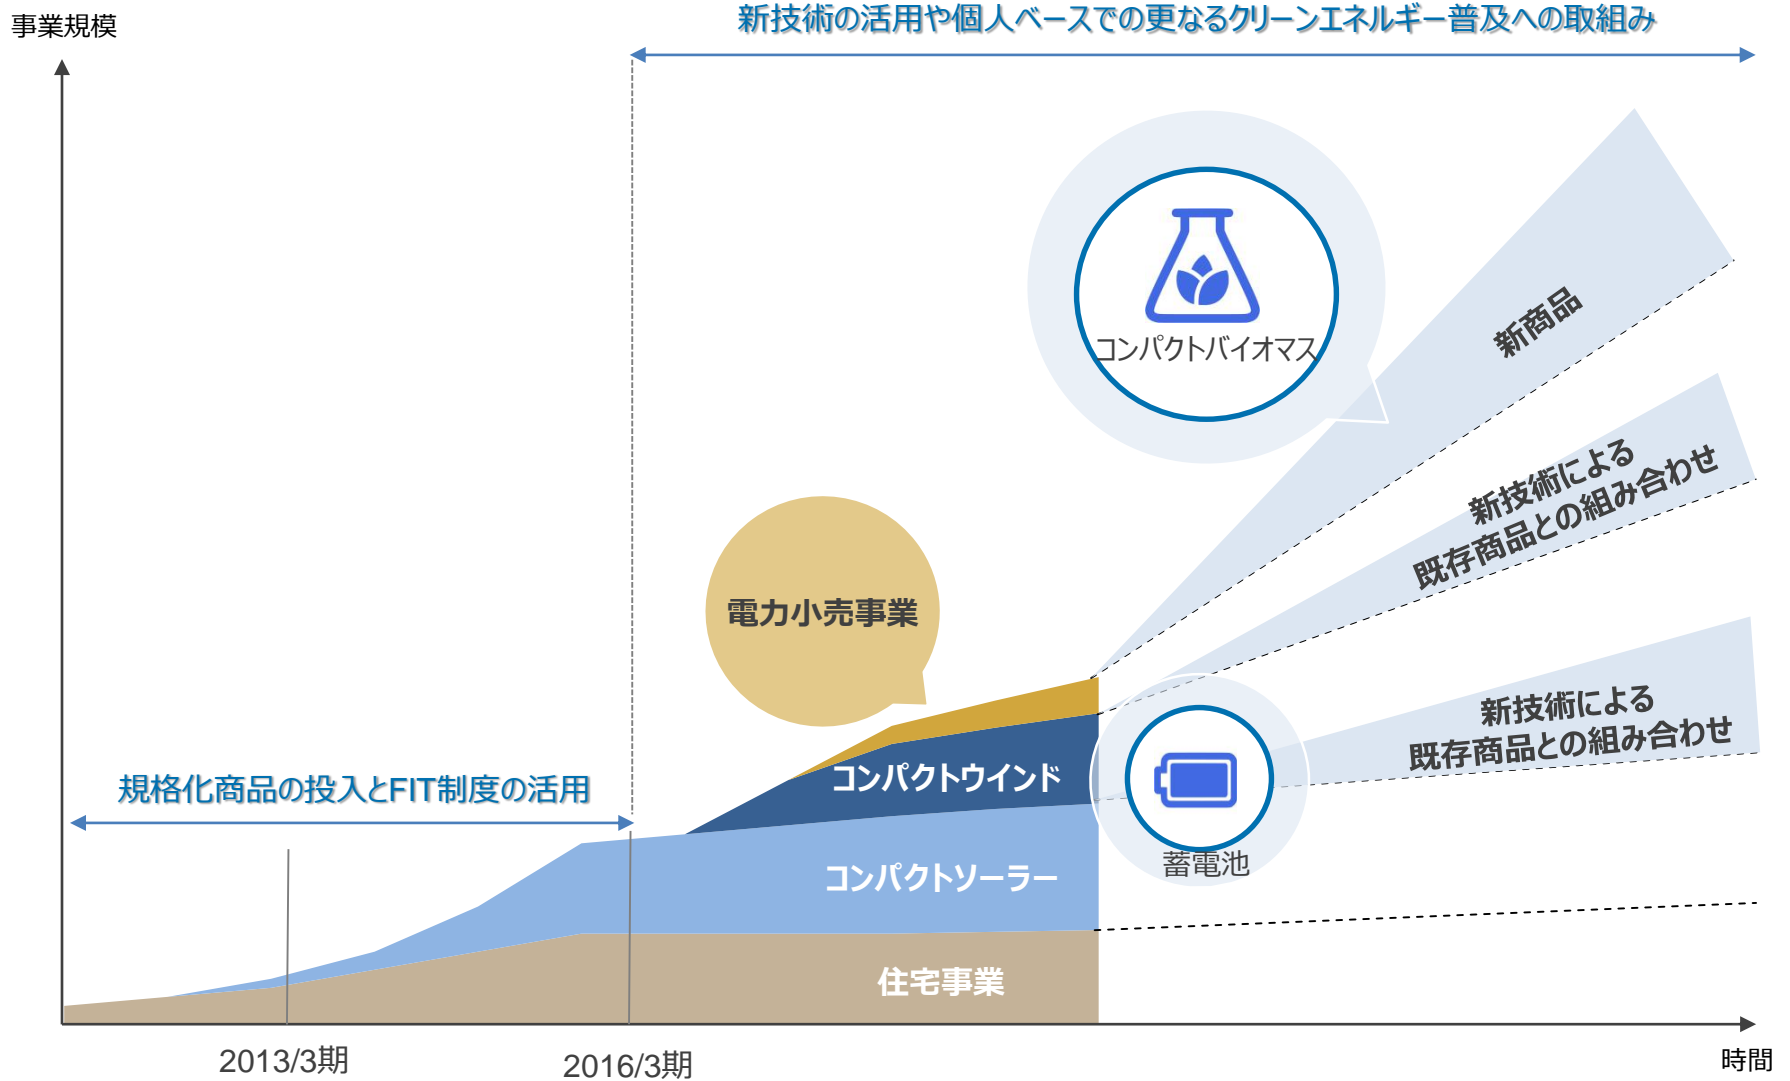 事業規模
新技術の活用や個人ベースでの更なるクリーンエネルギー普及への取組み
コンパクトバイオマス
新商品
新技術による
既存商品との組み合わせ
電力小売事業
新技術による
既存商品との組み合わせ
規格化商品の投入とFIT制度の活用
コンパクトウインド
蓄電池
コンパクトソーラー
住宅事業
2013/3期
2016/3期
時間